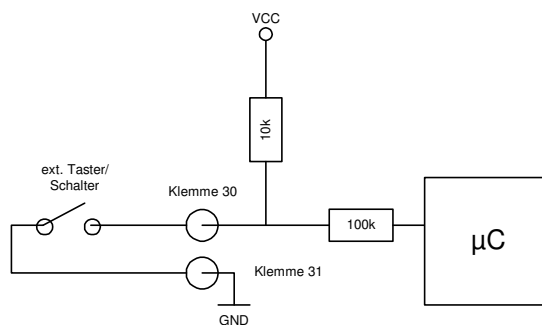 VCC
10k
ext. Taster/
Schalter
Klemme 30
100k
µC
Klemme 31
GND